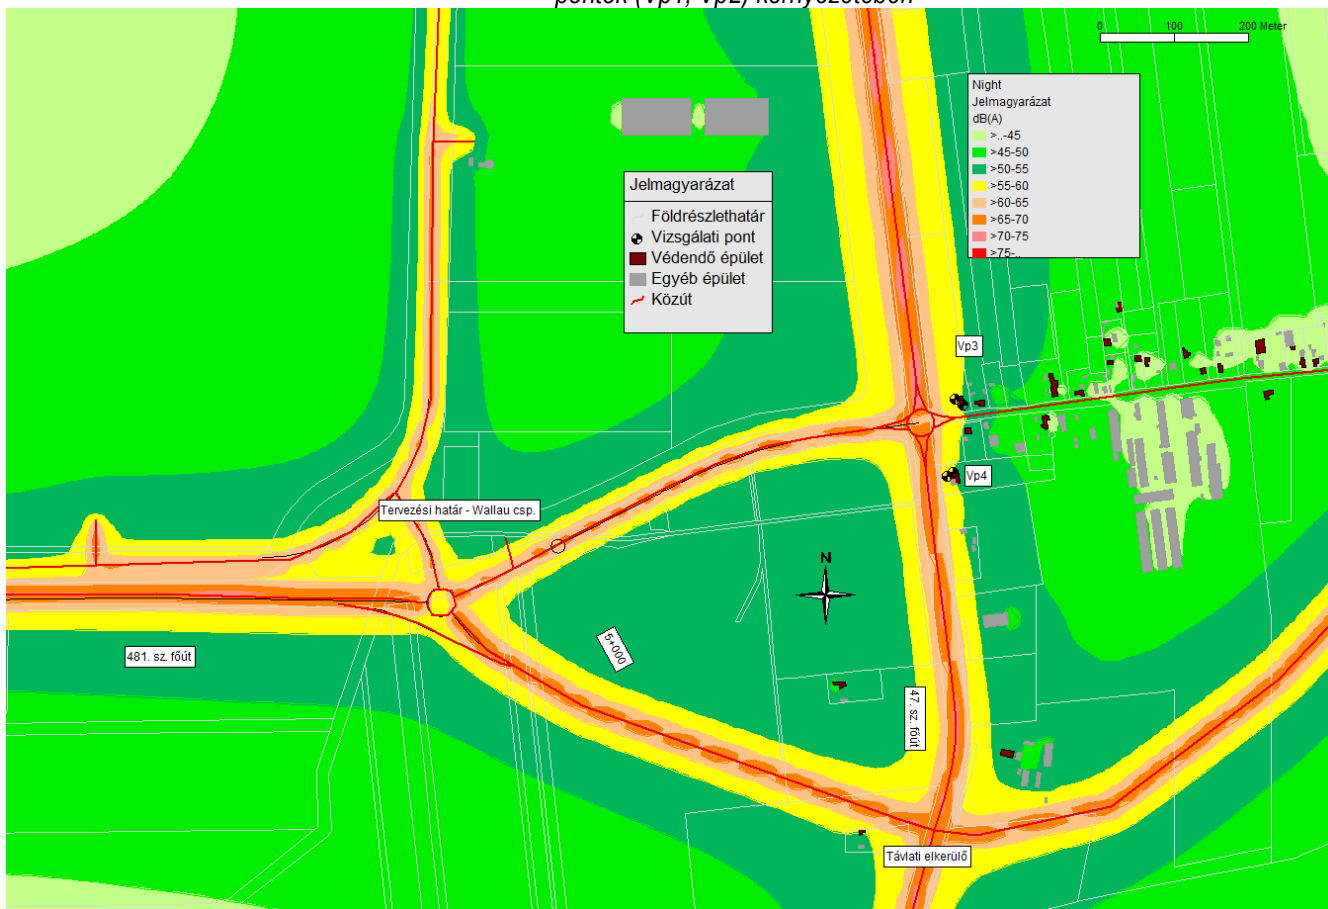 pontok (Vp1, Vp2) környezetében
0 100 200 Meter
Night
Jelmagyarázat
dB(A)
>..-45
>45-50
>50-55
>55-60
>60-65
>65-70
>70-75
>75-..
Jelmagyarázat
Földrészlethatár
Vizsgálati pont
Védendő épület
Egyéb épület
Közút
Vp3
Vp4
Tervezési határ - Wallau csp.
N
481. sz. főút
5+000
47. sz. főút
Távlati elkerülő